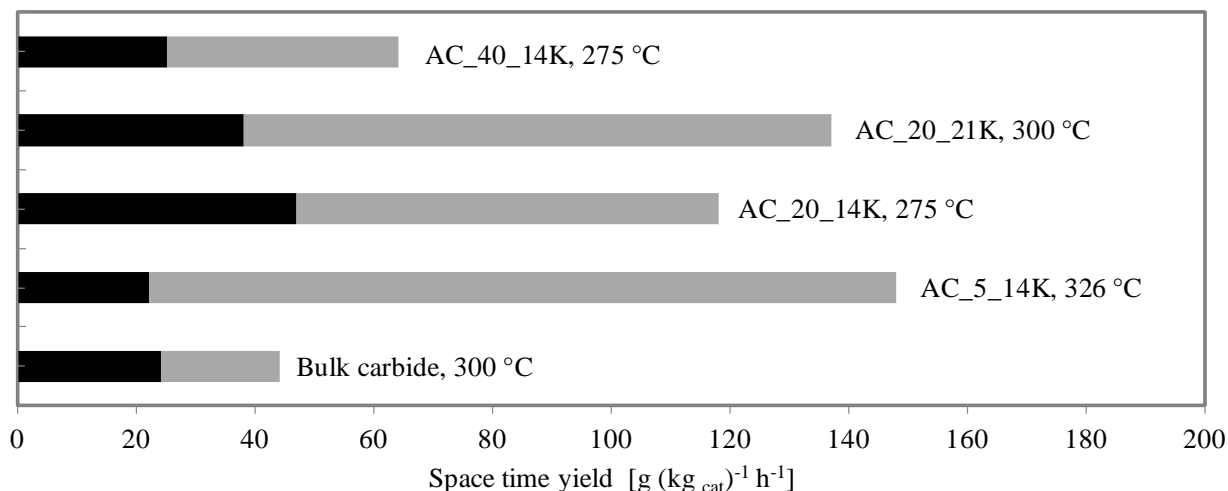 AC_40_14K, 275 °C
AC_20_21K, 300 °C
AC_20_14K, 275 °C
AC_5_14K, 326 °C
Bulk carbide, 300 °C
0 20 40 60 80 100 120 140 160 180 200
Space time yield [g (kg cat)-1 h-1]